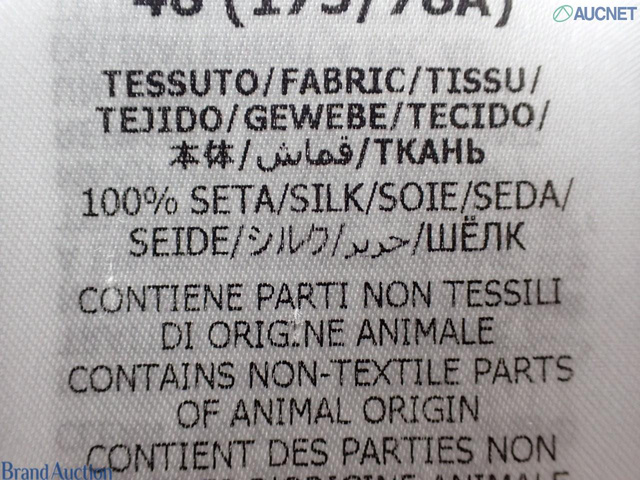 AUCNET
TESSUTO/FABRIC/TISSU/
TEJIDO/GEWEBE/TECIDO/
本体/قماش/ТКАНЬ
100% SETA/SILK/SOIE/SEDA/
SEIDE/シルク/حرير/ШЁЛК
CONTIENE PARTI NON TESSILI
DI ORIGINE ANIMALE
CONTAINS NON-TEXTILE PARTS
OF ANIMAL ORIGIN
CONTIENT DES PARTIES NON
Brand Auction